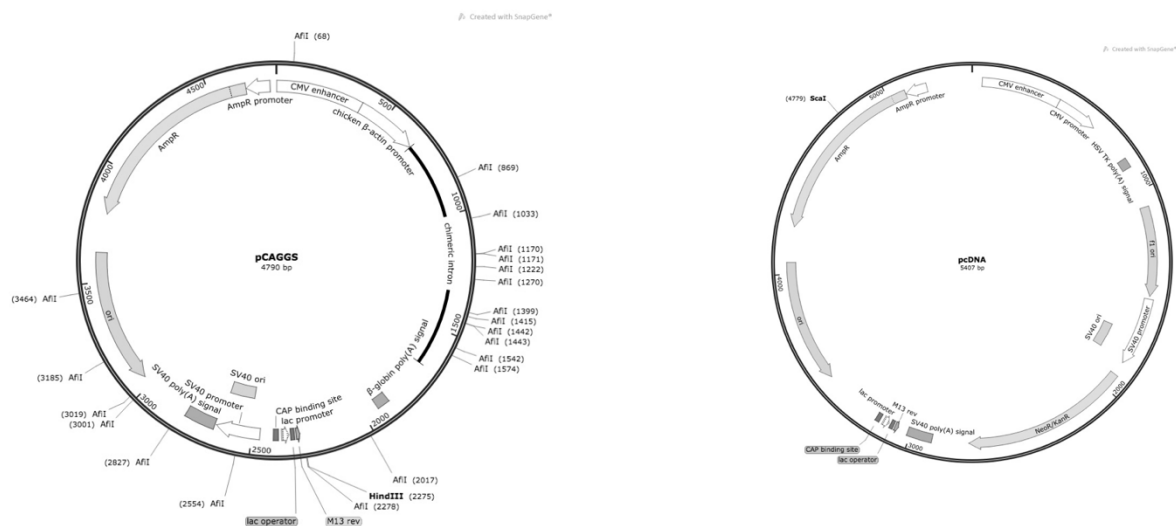 Created with SnapGene®
AflI (68)
4500
500
CMV enhancer
AmpR promoter
chicken β-actin promoter
AmpR
4000
AflI (869)
1000
AflI (1033)
chimeric intron
pCAGGS
4790 bp
AflI (1170)
AflI (1171)
AflI (1222)
AflI (1270)
(3464) AflI
3500
ori
AflI (1399)
AflI (1415)
AflI (1442)
AflI (1443)
1500
AflI (1542)
AflI (1574)
β-globin poly(A) signal
(3185) AflI
SV40 ori
SV40 promoter
SV40 poly(A) signal
CAP binding site
lac promoter
(3019) AflI
(3001) AflI
3000
2000
(2827) AflI
2500
AflI (2017)
(2554) AflI
HindIII (2275)
AflI (2278)
lac operator
M13 rev
Created with SnapGene®
(4779) ScaI
5000
CMV enhancer
AmpR promoter
CMV promoter
AmpR
HSV TK poly(A) signal
1000
f1 ori
pcDNA
5407 bp
4000
ori
SV40 ori
SV40 promoter
2000
lac promoter
M13 rev
SV40 poly(A) signal
NeoR/KanR
3000
CAP binding site
lac operator